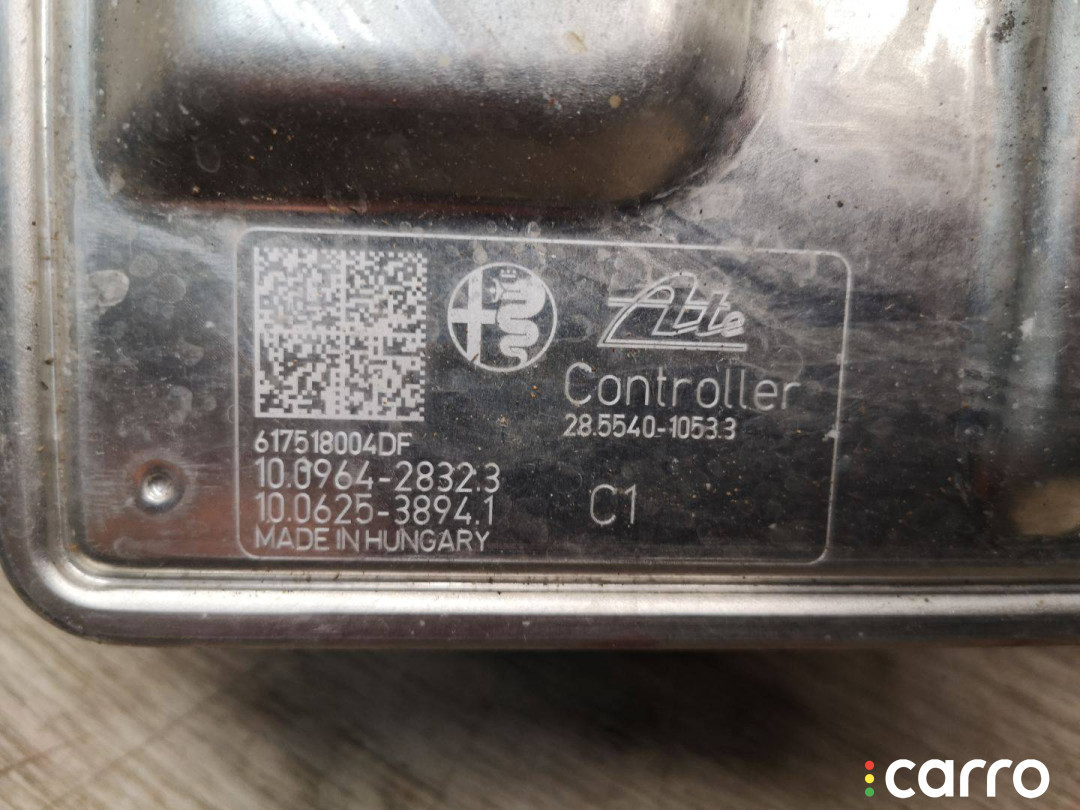 Ate
Controller
28.5540-1053.3
617518004DF
10.0964-2832.3
10.0625-3894.1
C1
MADE IN HUNGARY
carro